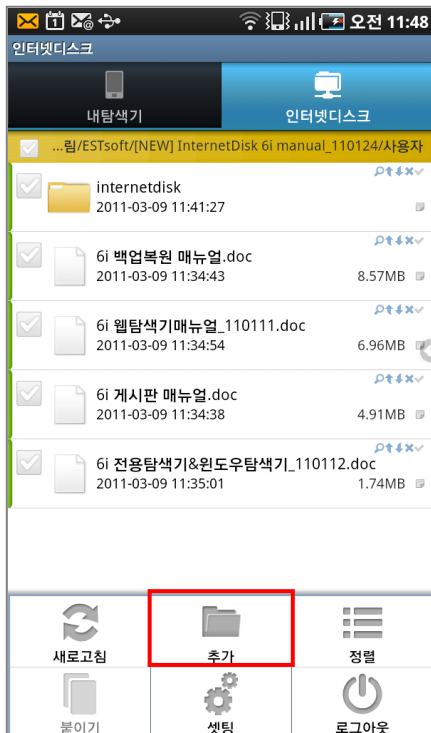 오전 11:48
인터넷디스크
내탐색기 인터넷디스크
...림/ESTsoft/[NEW] InternetDisk 6i manual_110124/사용자
internetdisk
2011-03-09 11:41:27
6i 백업복원 매뉴얼.doc
2011-03-09 11:34:43 8.57MB
6i 웹탐색기매뉴얼_110111.doc
2011-03-09 11:34:54 6.96MB
6i 게시판 매뉴얼.doc
2011-03-09 11:34:38 4.91MB
6i 전용탐색기&윈도우탐색기_110112.doc
2011-03-09 11:35:01 1.74MB
새로고침 추가 정렬
붙이기 셋팅 로그아웃